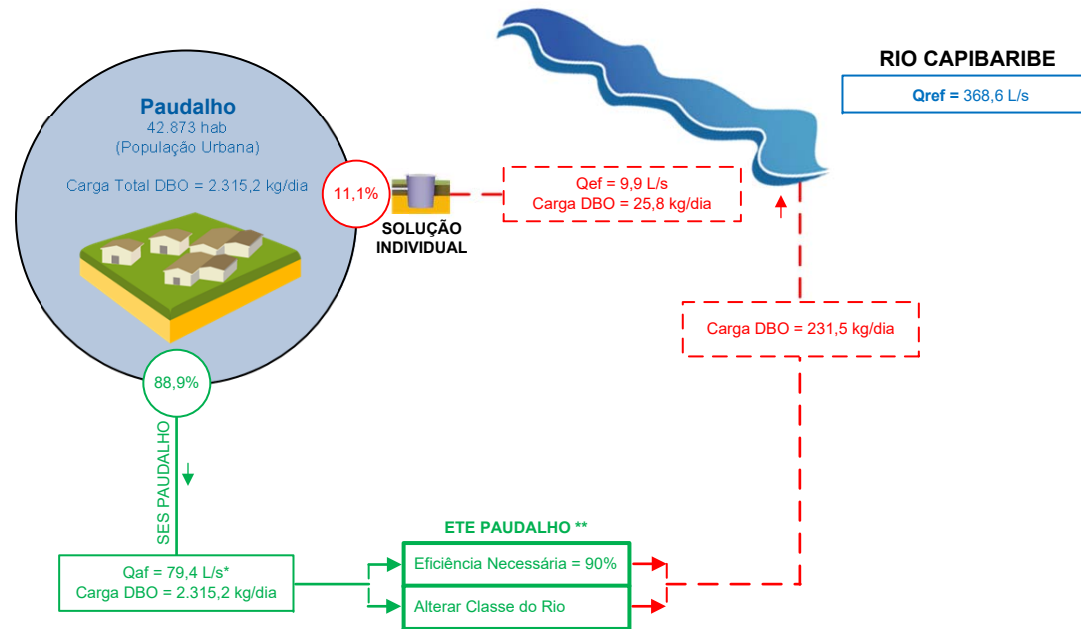 RIO CAPIBARIBE
Qref = 368,6 L/s
Paudalho
42.873 hab
(População Urbana)
Carga Total DBO = 2.315,2 kg/dia
11,1%
SOLUÇÃO
INDIVIDUAL
Qef = 9,9 L/s
Carga DBO = 25,8 kg/dia
Carga DBO = 231,5 kg/dia
88,9%
SES PAUDALHO
Qaf = 79,4 L/s*
Carga DBO = 2.315,2 kg/dia
ETE PAUDALHO **
Eficiência Necessária = 90%
Alterar Classe do Rio